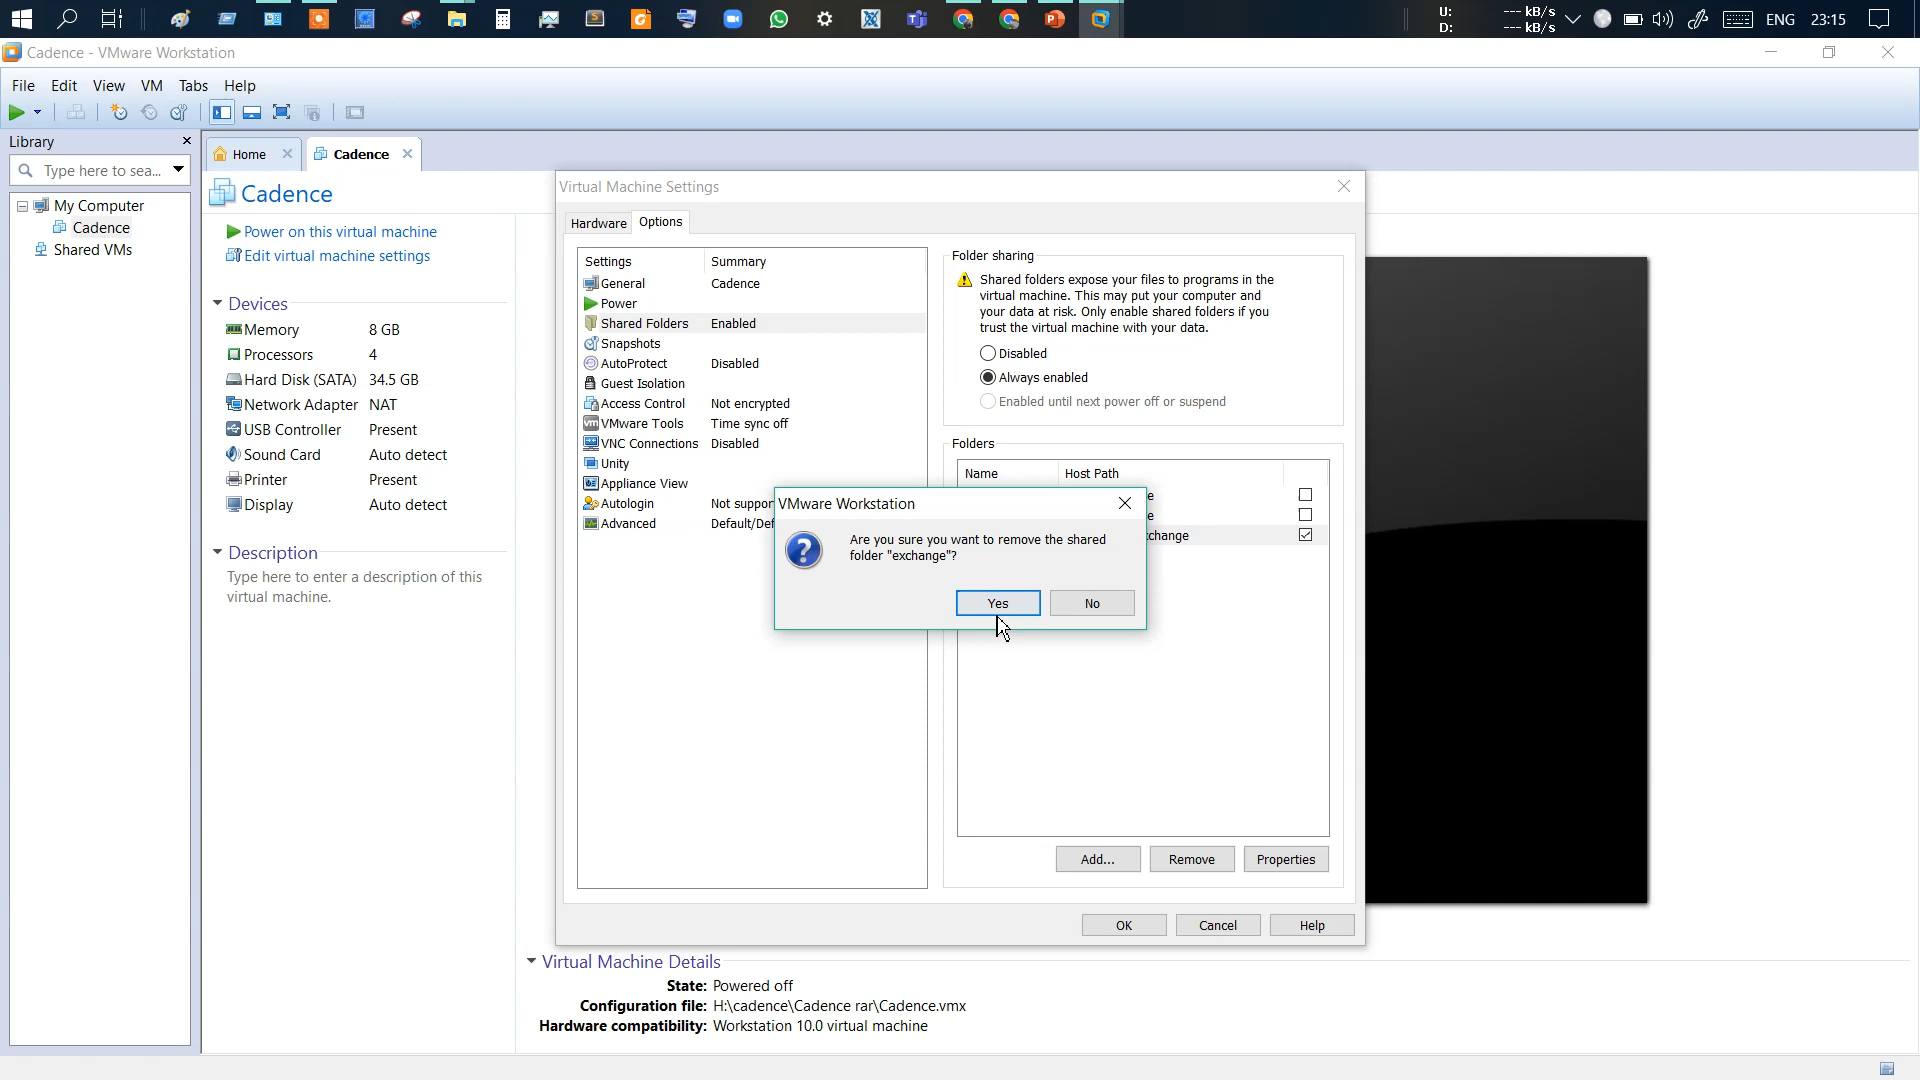 U: --- kB/s
D: --- kB/s
ENG 23:15
Cadence - VMware Workstation
File Edit View VM Tabs Help
Library
Type here to sea...
My Computer
Cadence
Shared VMs
Home
Cadence
Cadence
Power on this virtual machine
Edit virtual machine settings
Devices
Memory 8 GB
Processors 4
Hard Disk (SATA) 34.5 GB
Network Adapter NAT
USB Controller Present
Sound Card Auto detect
Printer Present
Display Auto detect
Description
Type here to enter a description of this
virtual machine.
Virtual Machine Settings
Hardware Options
Settings Summary
General Cadence
Power
Shared Folders Enabled
Snapshots
AutoProtect Disabled
Guest Isolation
Access Control Not encrypted
VMware Tools Time sync off
VNC Connections Disabled
Unity
Appliance View
Autologin Not suppor
Advanced Default/Def
Folder sharing
Shared folders expose your files to programs in the
virtual machine. This may put your computer and
your data at risk. Only enable shared folders if you
trust the virtual machine with your data.
Disabled
Always enabled
Enabled until next power off or suspend
Folders
Name Host Path
e
e
change
VMware Workstation
Are you sure you want to remove the shared
folder "exchange"?
Yes No
Add... Remove Properties
OK Cancel Help
Virtual Machine Details
State: Powered off
Configuration file: H:\cadence\Cadence rar\Cadence.vmx
Hardware compatibility: Workstation 10.0 virtual machine